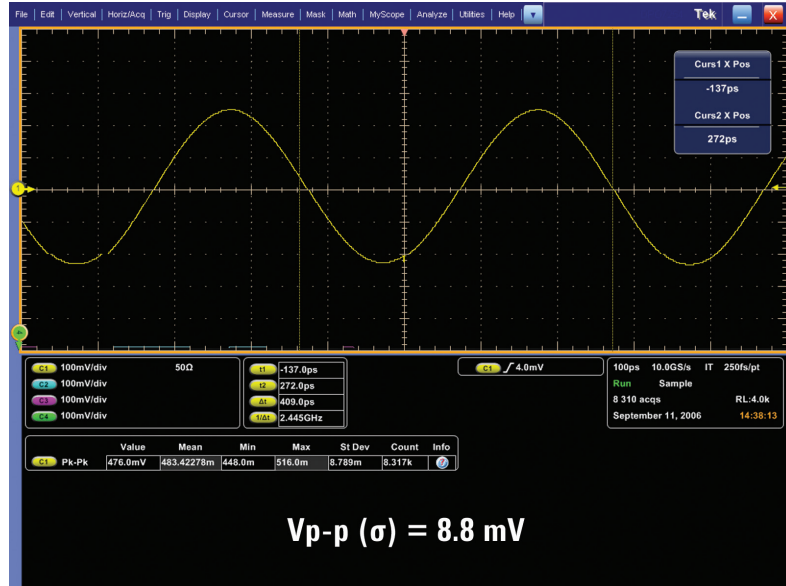 File | Edit | Vertical | Horiz/Acq | Trig | Display | Cursor | Measure | Mask | Math | MyScope | Analyze | Utilities | Help Tek X
Curs1 X Pos
-137ps
Curs2 X Pos
272ps
1
C1 100mV/div 50Ω
C2 100mV/div
C3 100mV/div
C4 100mV/div
t1 -137.0ps
t2 272.0ps
Δt 409.0ps
1/Δt 2.445GHz
C1 4.0mV
100ps 10.0GS/s IT 250fs/pt
Run Sample
8 310 acqs RL:4.0k
September 11, 2006 14:38:13
Value Mean Min Max St Dev Count Info
C1 Pk-Pk 476.0mV 483.42278m 448.0m 516.0m 8.789m 8.317k
Vp-p (σ) = 8.8 mV